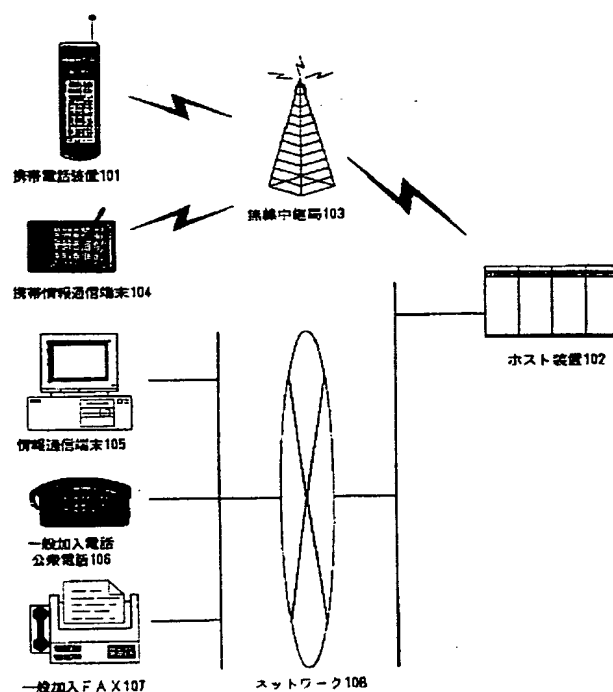 携帯電話装置101
無線中継局103
携帯情報通信端末104
ホスト装置102
情報通信端末105
一般加入電話
公衆電話106
一般加入FAX107
ネットワーク108